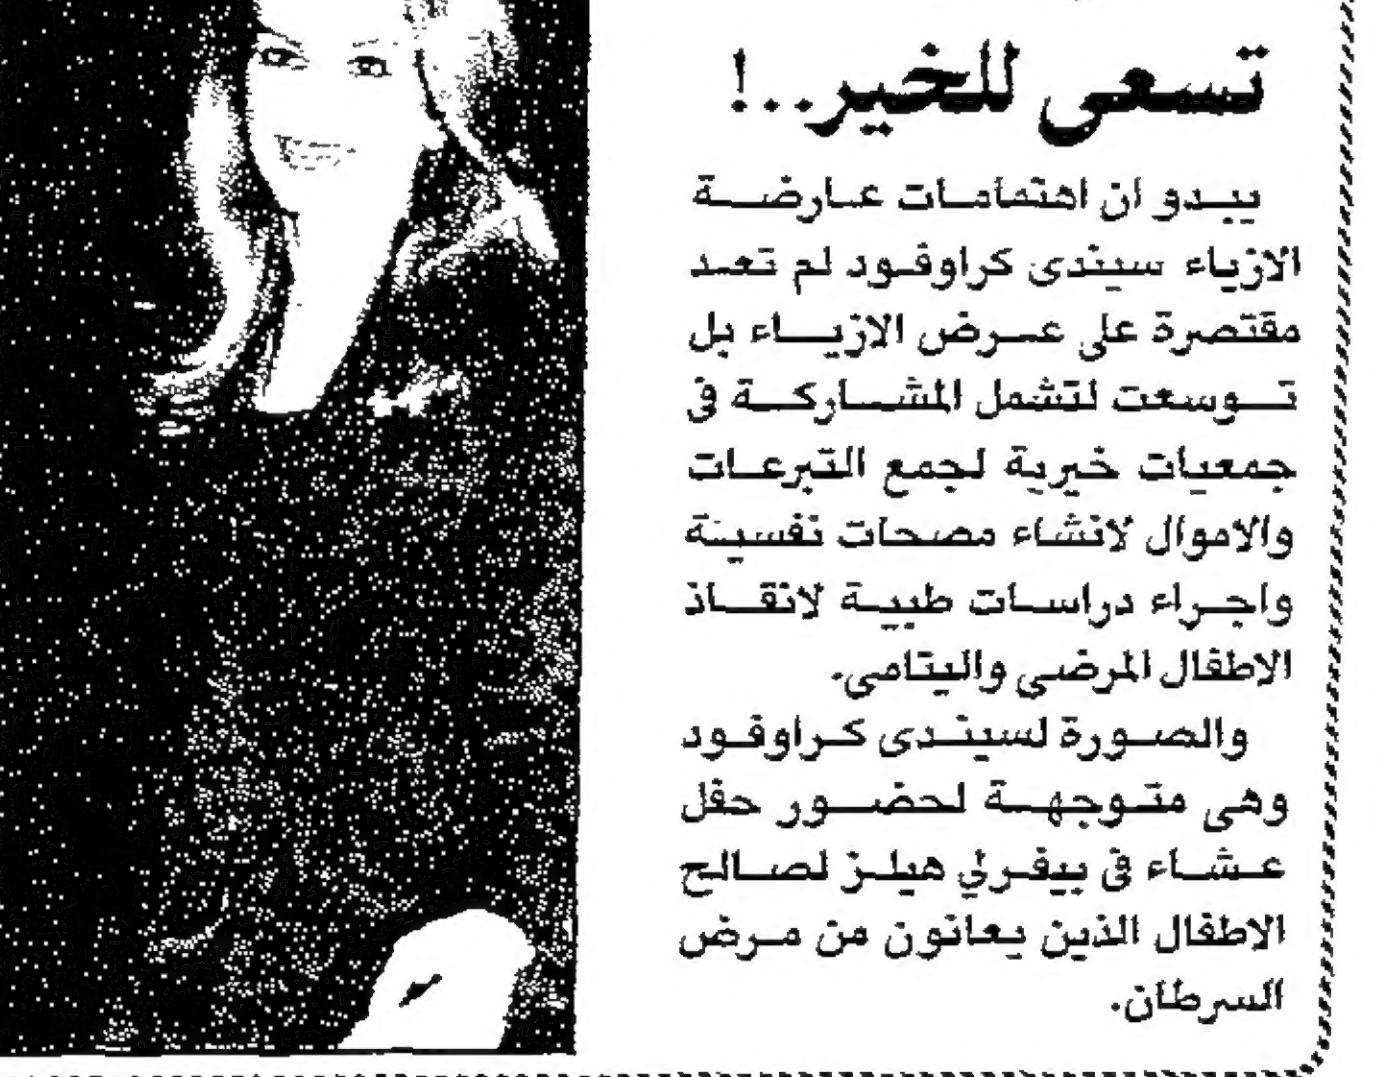 تسعى للخير..!
يبدو ان اهتمامات عارضة
الازياء سيندى كراوفود لم تعد
مقتصرة على عرض الازياء بل
توسعت لتشمل المشاركة فى
جمعيات خيرية لجمع التبرعات
والاموال لانشاء مصحات نفسية
واجراء دراسات طبية لانقاذ
الاطفال المرضى واليتامى.
والصورة لسيندى كراوفود
وهى متوجهة لحضور حفل
عشاء فى بيفرلي هيلز لصالح
الاطفال الذين يعانون من مرض
السرطان.